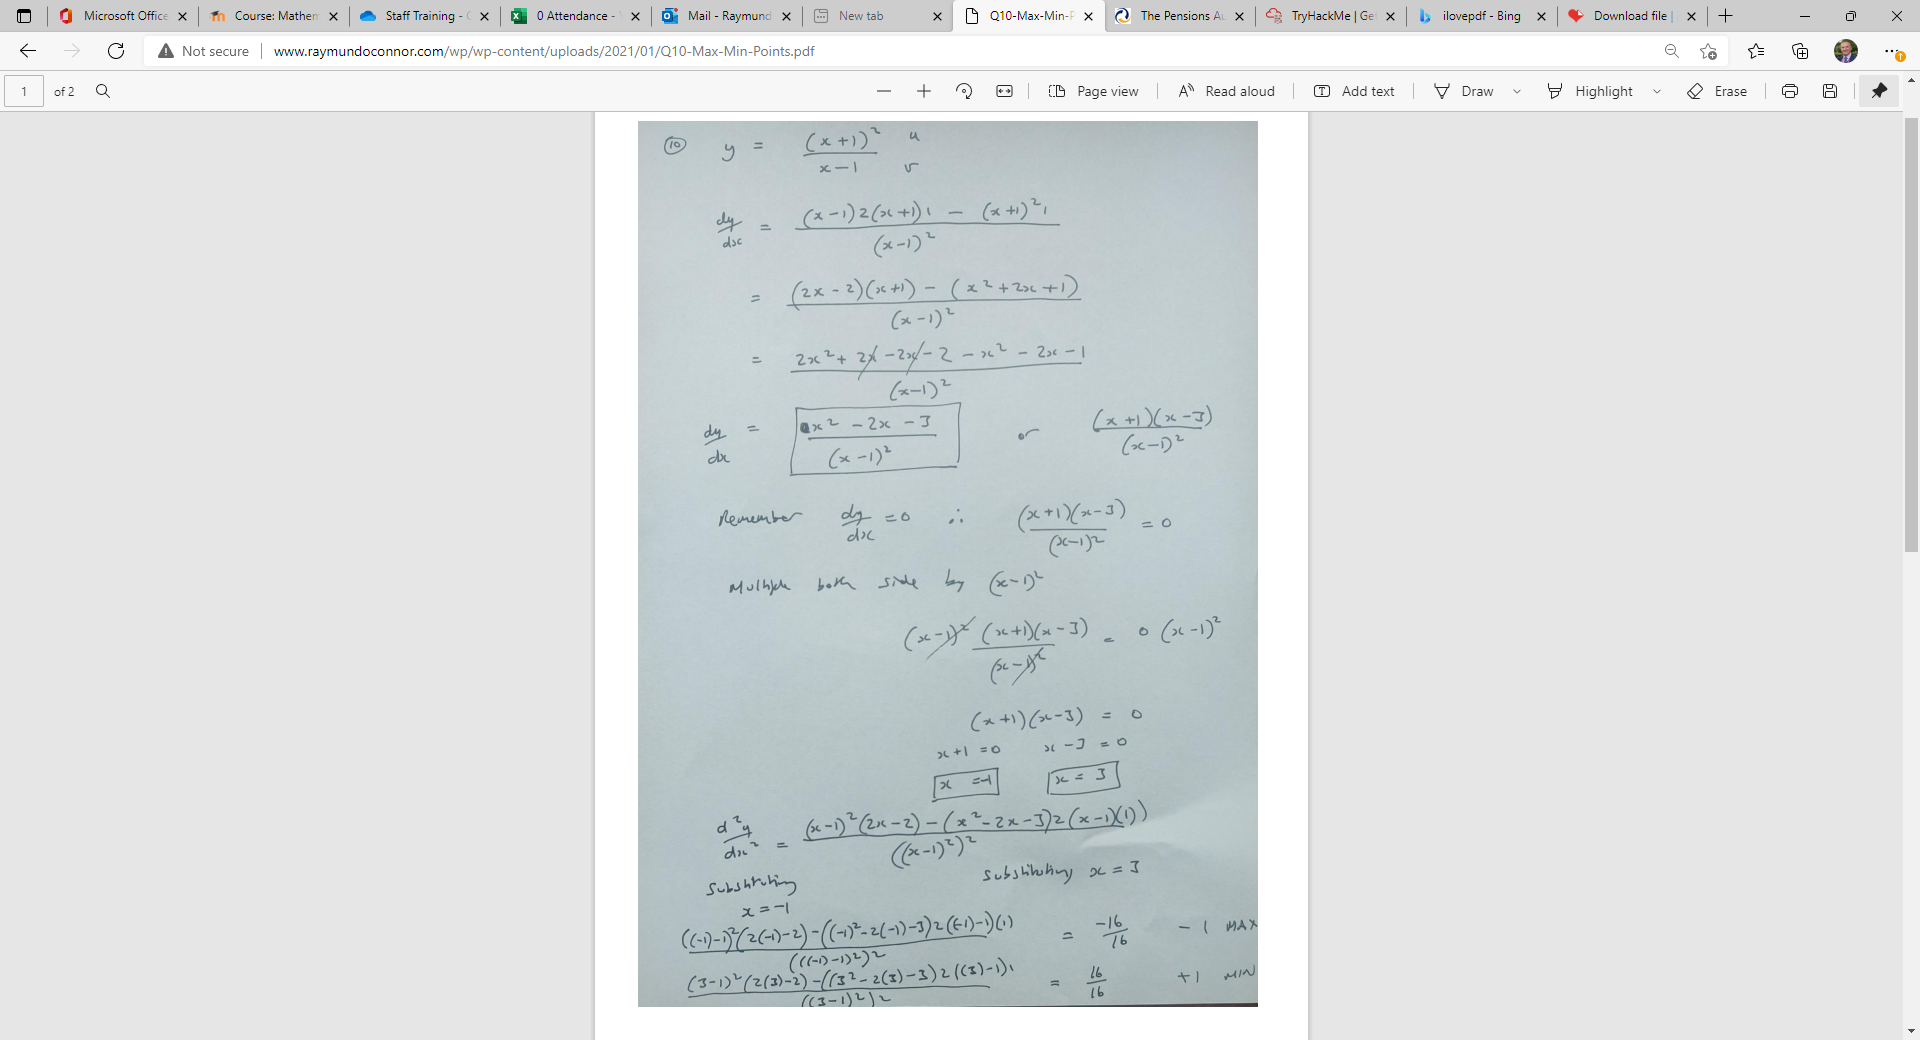 Microsoft Office
Course: Mathem
Staff Training -
0 Attendance -
Mail - Raymund
New tab
Q10-Max-Min-P
The Pensions Au
TryHackMe | Get
ilovepdf - Bing
Download file |
Not secure | www.raymundoconnor.com/wp/wp-content/uploads/2021/01/Q10-Max-Min-Points.pdf
1 of 2
Page view
Read aloud
Add text
Draw
Highlight
Erase
10 y = (x+1)² / (x-1) u v
dy/dx = ((x-1)2(x+1)1 - (x+1)²1) / (x-1)²
= ((2x-2)(x+1) - (x²+2x+1)) / (x-1)²
= (2x²+2x-2x-2-x²-2x-1) / (x-1)²
dy/dx = (x²-2x-3) / (x-1)² or (x+1)(x-3) / (x-1)²
Remember dy/dx = 0 ∴ (x+1)(x-3) / (x-1)² = 0
Multiple both side by (x-1)²
(x-1)² (x+1)(x-3) / (x-1)² = 0 (x-1)²
(x+1)(x-3) = 0
x+1 = 0 x-3 = 0
x = -1 x = 3
d²y/dx² = ((x-1)²(2x-2)-(x²-2x-3)2(x-1)(1)) / ((x-1)²)²
Substituting x = -1
Substituting x = 3
((-1)-1)²(2(-1)-2)-((-1)²-2(-1)-3)2((-1)-1)(1) / (((-1)-1)²)² = -16/16 -1 MAX
(3-1)²(2(3)-2)-((3²-2(3)-3)2((3)-1)1 / ((3-1)²)² = 16/16 +1 MIN